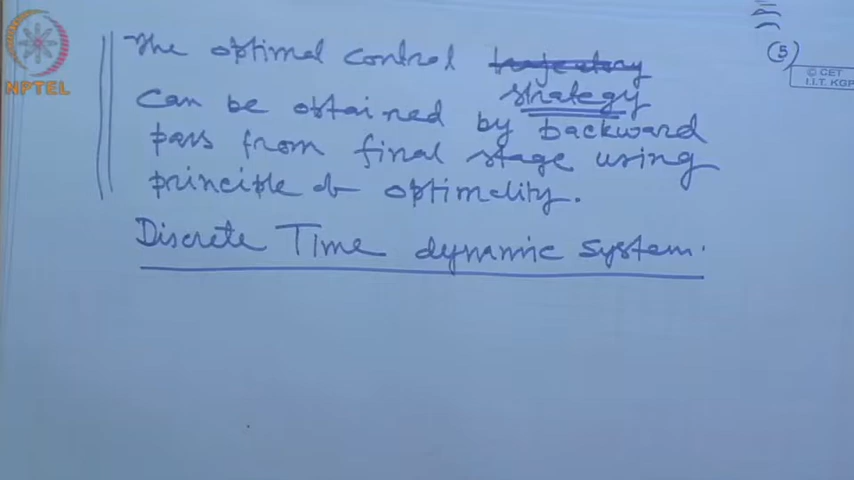 5
© CET
I.I.T. KGP
NPTEL
The optimal control trajectory
strategy
can be obtained by backward
pass from final stage using
principle of optimality.
Discrete Time dynamic system.